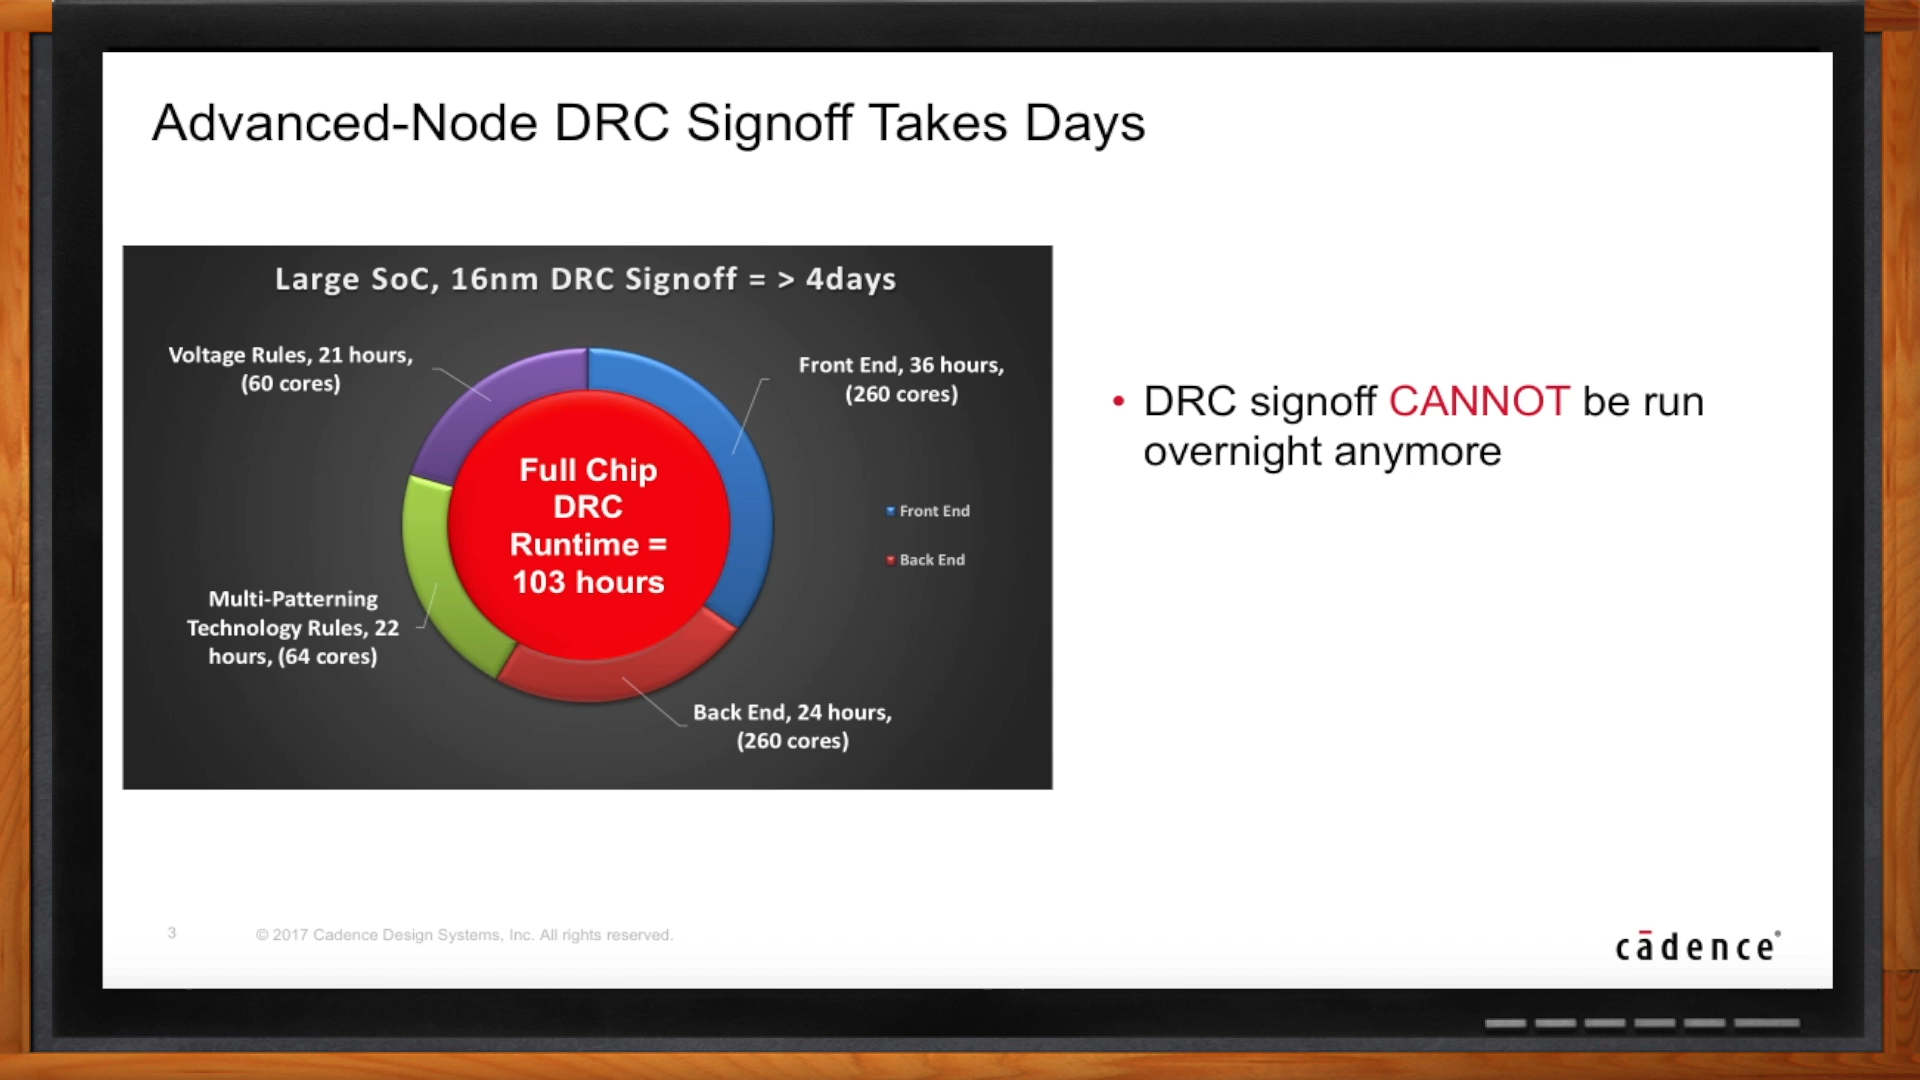 Advanced-Node DRC Signoff Takes Days
Large SoC, 16nm DRC Signoff = > 4days
Voltage Rules, 21 hours,
(60 cores)
Front End, 36 hours,
(260 cores)
Full Chip
DRC
Runtime =
103 hours
Front End
Back End
Multi-Patterning
Technology Rules, 22
hours, (64 cores)
Back End, 24 hours,
(260 cores)
• DRC signoff CANNOT be run
overnight anymore
3
© 2017 Cadence Design Systems, Inc. All rights reserved.
cādence®